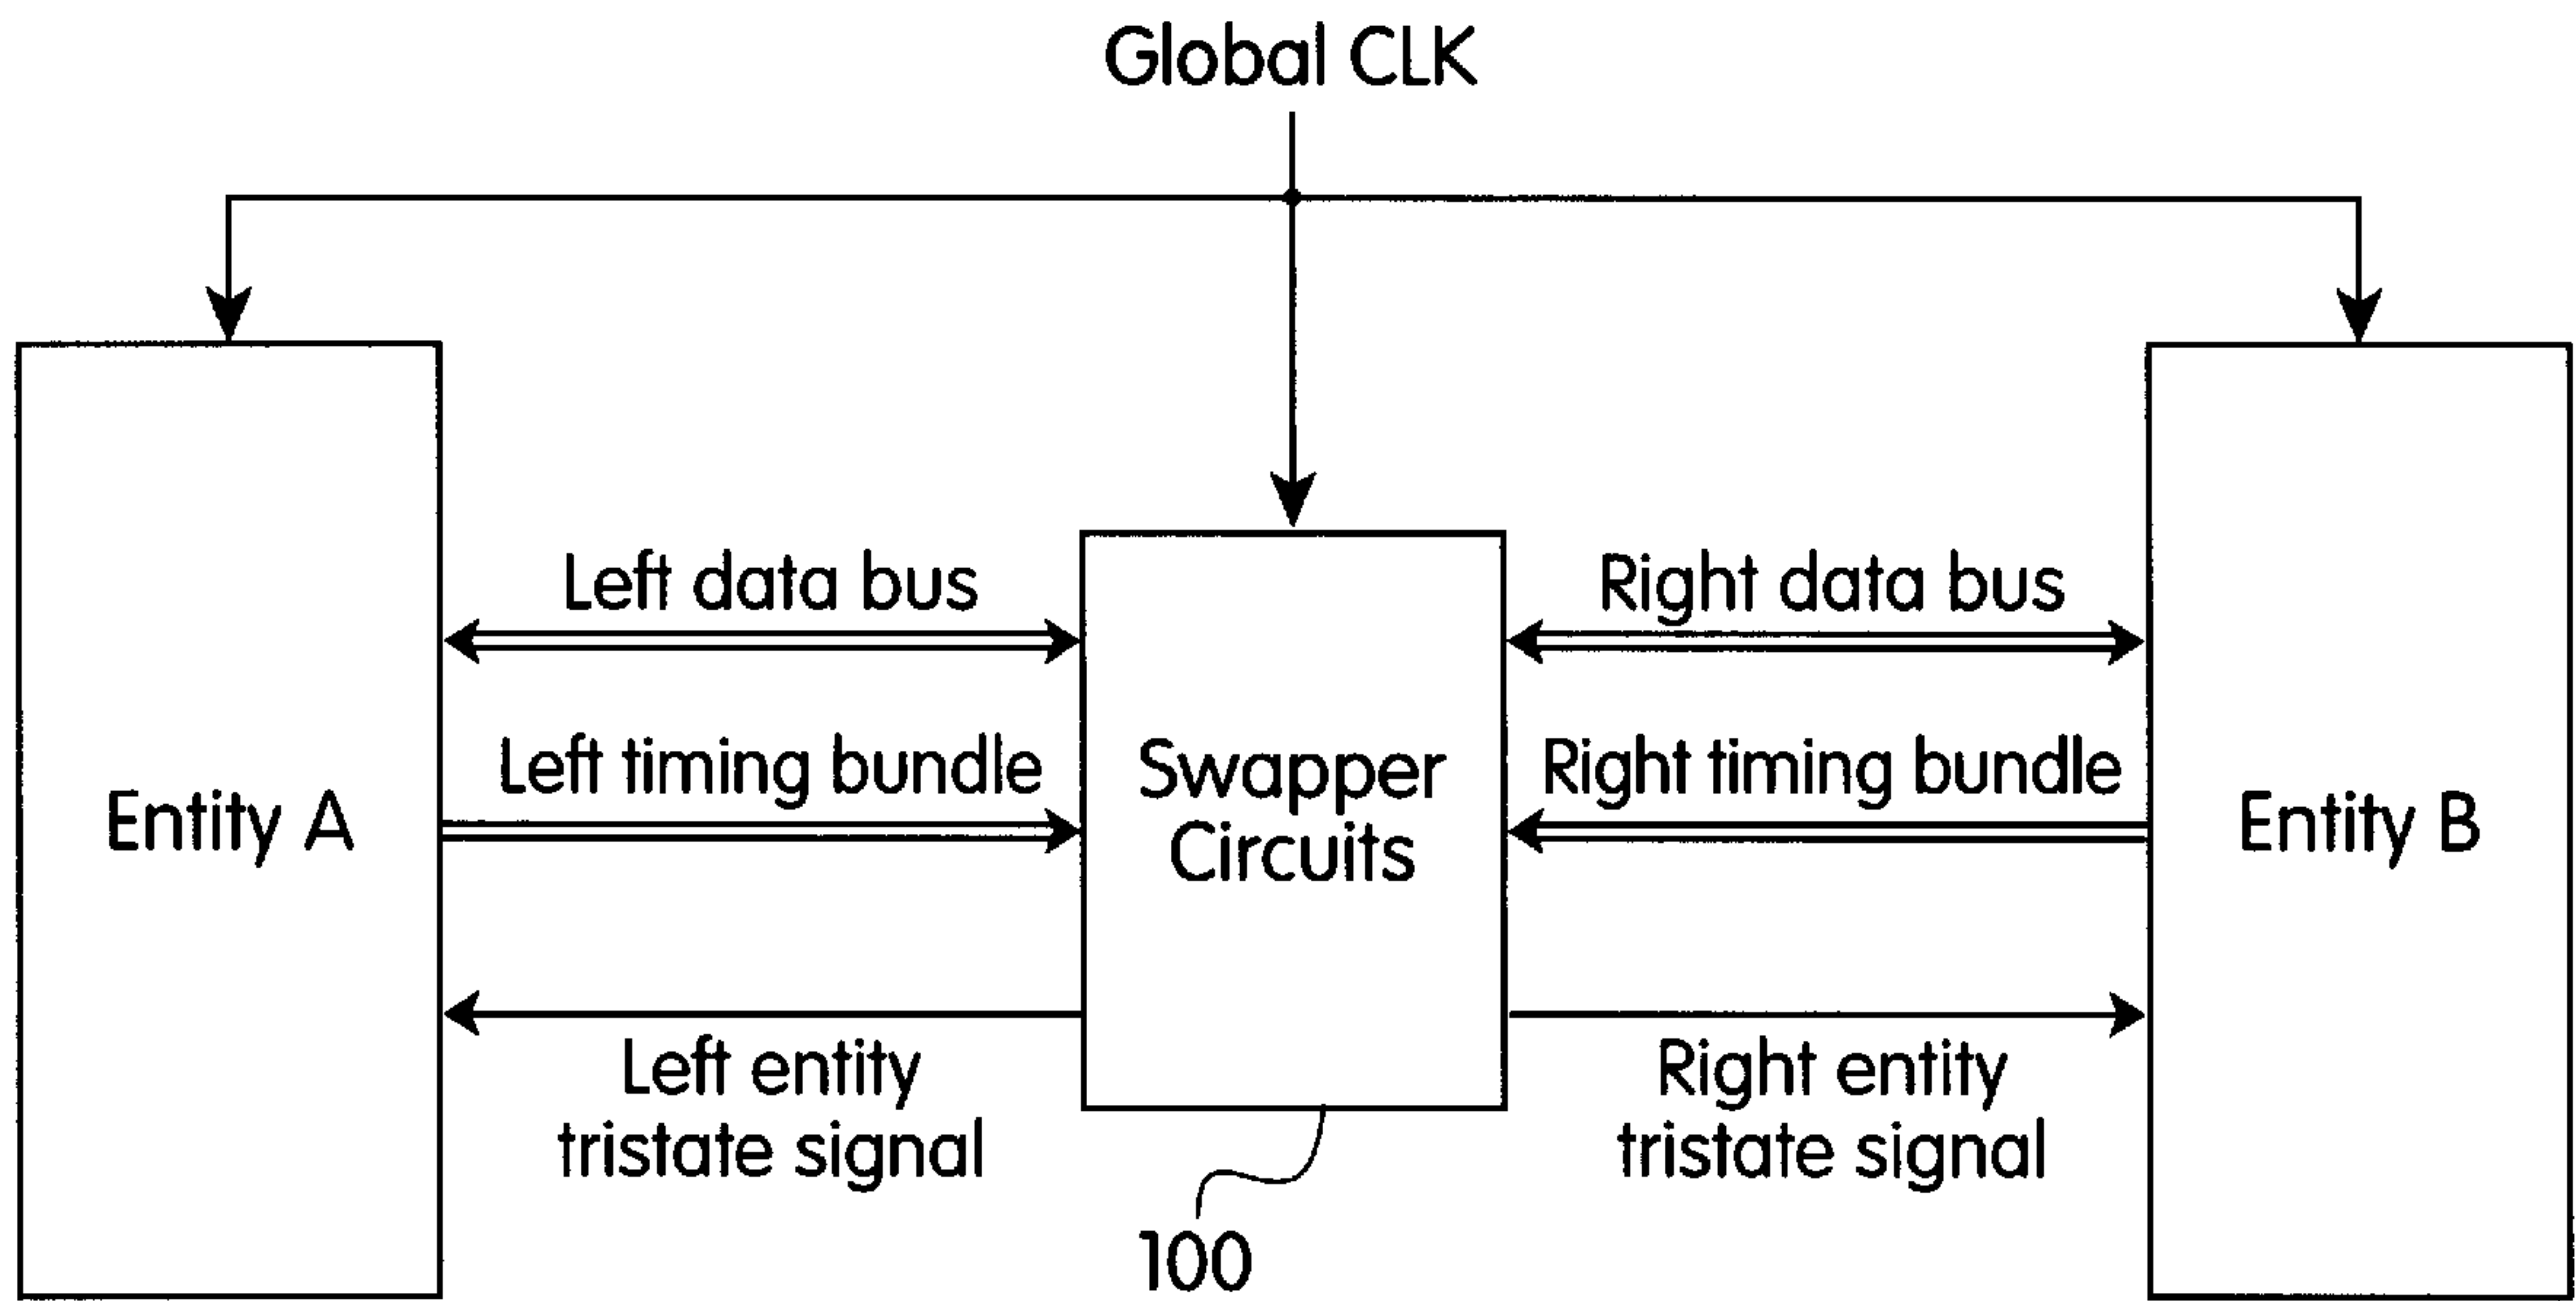 Global CLK
Left data bus
Right data bus
Left timing bundle
Swapper
Circuits
Right timing bundle
Entity A
Entity B
Left entity
tristate signal
Right entity
tristate signal
100